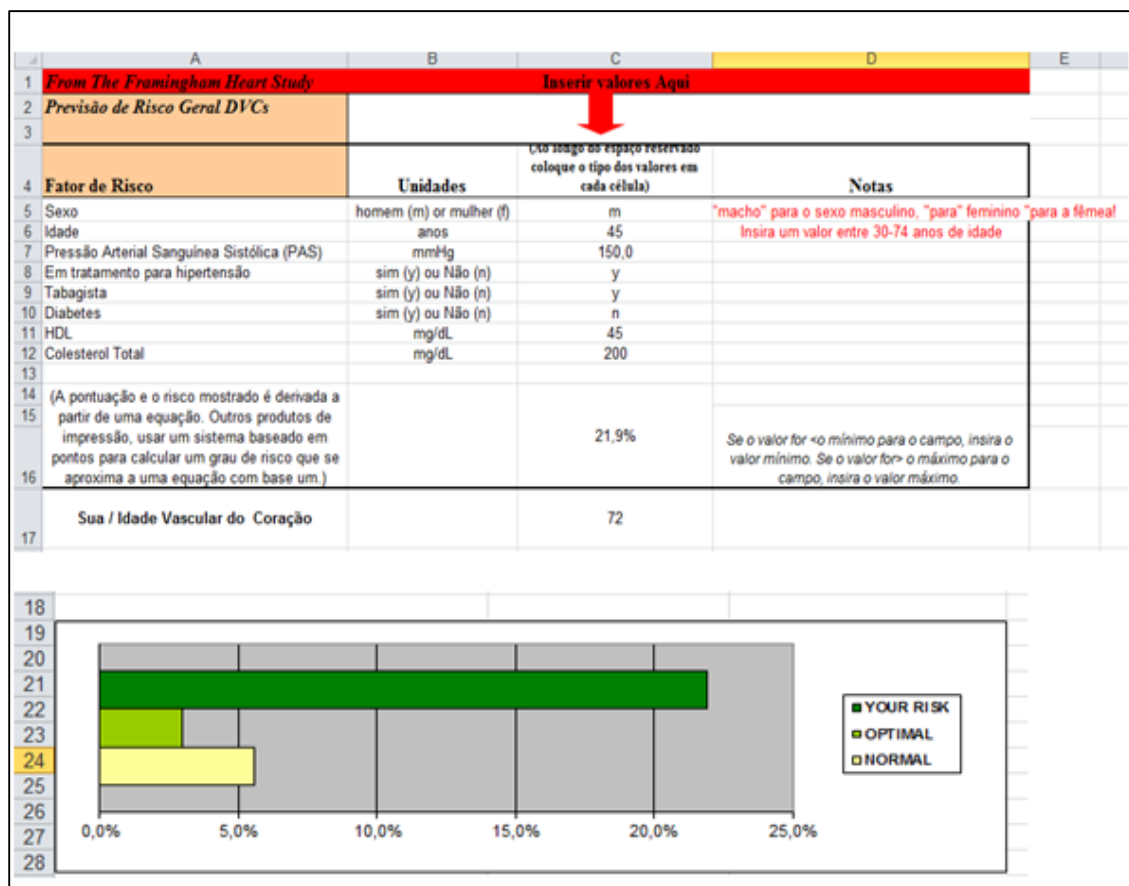 A B C D E
1 From The Framingham Heart Study Inserir valores Aqui
2 Previsão de Risco Geral DVCs
3
(Ao longo do espaço reservado
coloque o tipo dos valores em
4 Fator de Risco Unidades cada célula) Notas
5 Sexo homem (m) or mulher (f) m "macho" para o sexo masculino, "para" feminino "para a fêmea!
6 Idade anos 45 Insira um valor entre 30-74 anos de idade
7 Pressão Arterial Sanguínea Sistólica (PAS) mmHg 150,0
8 Em tratamento para hipertensão sim (y) ou Não (n) y
9 Tabagista sim (y) ou Não (n) y
10 Diabetes sim (y) ou Não (n) n
11 HDL mg/dL 45
12 Colesterol Total mg/dL 200
13
14 (A pontuação e o risco mostrado é derivada a
15 partir de uma equação. Outros produtos de
impressão, usar um sistema baseado em
pontos para calcular um grau de risco que se
16 aproxima a uma equação com base um.)
21,9%
Se o valor for <o mínimo para o campo, insira o
valor mínimo. Se o valor for> o máximo para o
campo, insira o valor máximo.
17 Sua / Idade Vascular do Coração 72
18
19
20
21
22
23
24
25
26
27
28
YOUR RISK
OPTIMAL
NORMAL
0,0% 5,0% 10,0% 15,0% 20,0% 25,0%